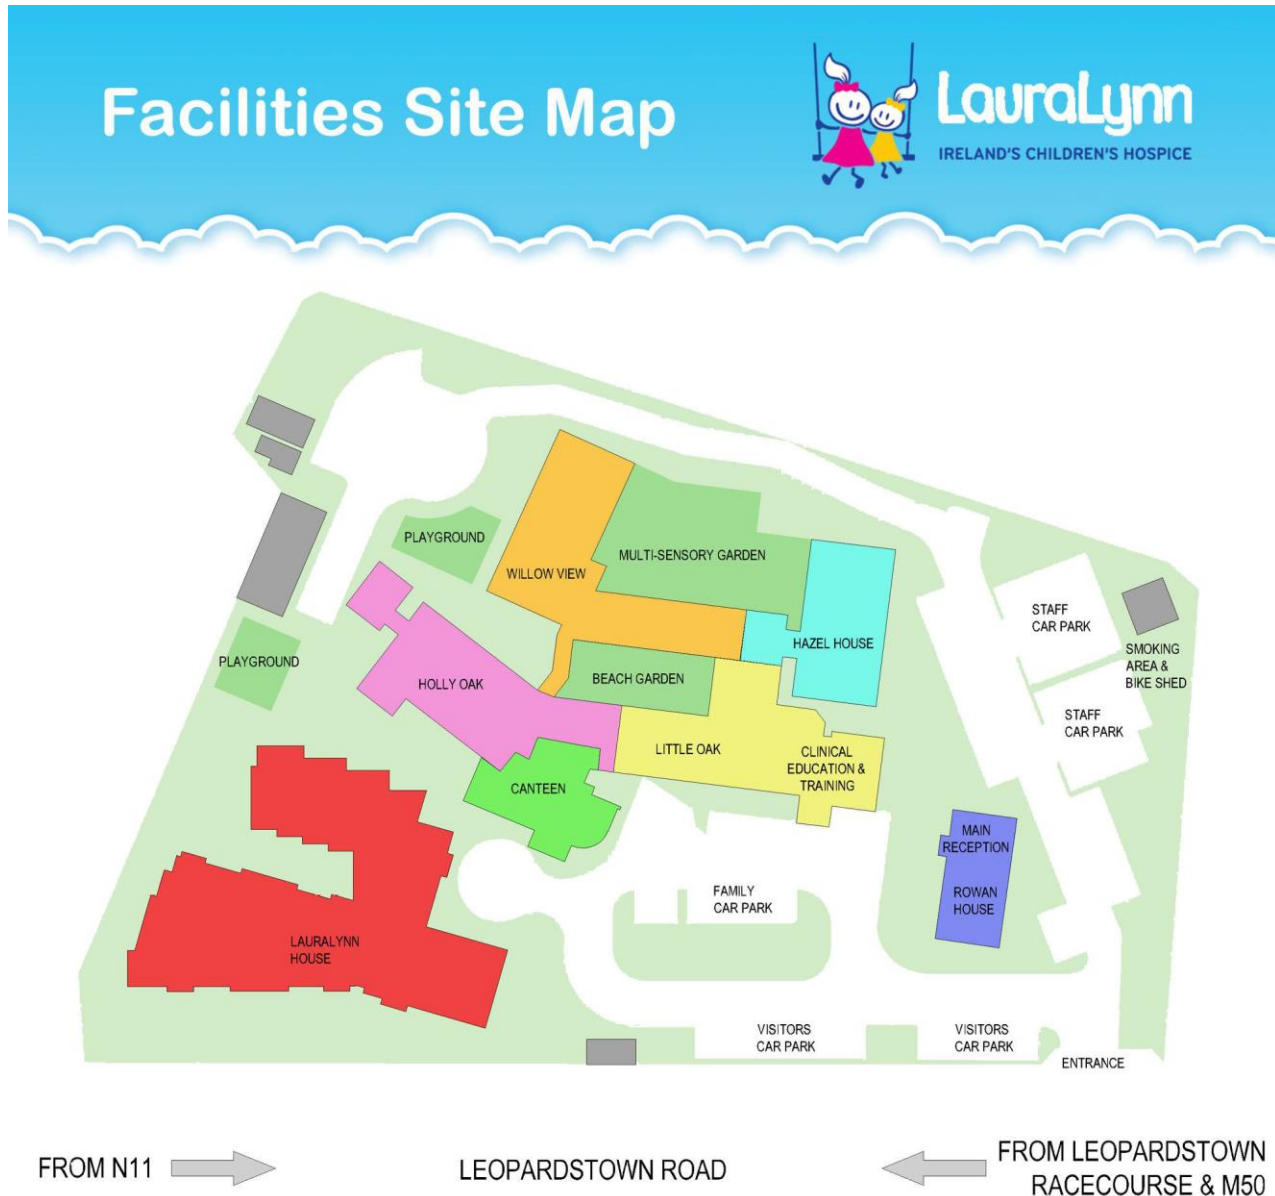 Facilities Site Map
LauraLynn
IRELAND'S CHILDREN'S HOSPICE
PLAYGROUND
MULTI-SENSORY GARDEN
WILLOW VIEW
STAFF
CAR PARK
HAZEL HOUSE
SMOKING
AREA &
BIKE SHED
PLAYGROUND
HOLLY OAK
BEACH GARDEN
STAFF
CAR PARK
LITTLE OAK
CLINICAL
EDUCATION &
TRAINING
CANTEEN
MAIN
RECEPTION
ROWAN
HOUSE
FAMILY
CAR PARK
LAURALYNN
HOUSE
VISITORS
CAR PARK
VISITORS
CAR PARK
ENTRANCE
FROM N11
LEOPARDSTOWN ROAD
FROM LEOPARDSTOWN
RACECOURSE & M50